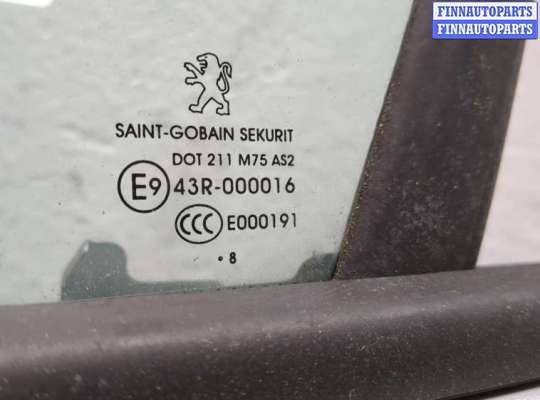 FINNAUTOPARTS
FINNAUTOPARTS
SAINT-GOBAIN SEKURIT
DOT 211 M75 AS2
E9 43R-000016
CCC E000191
• 8